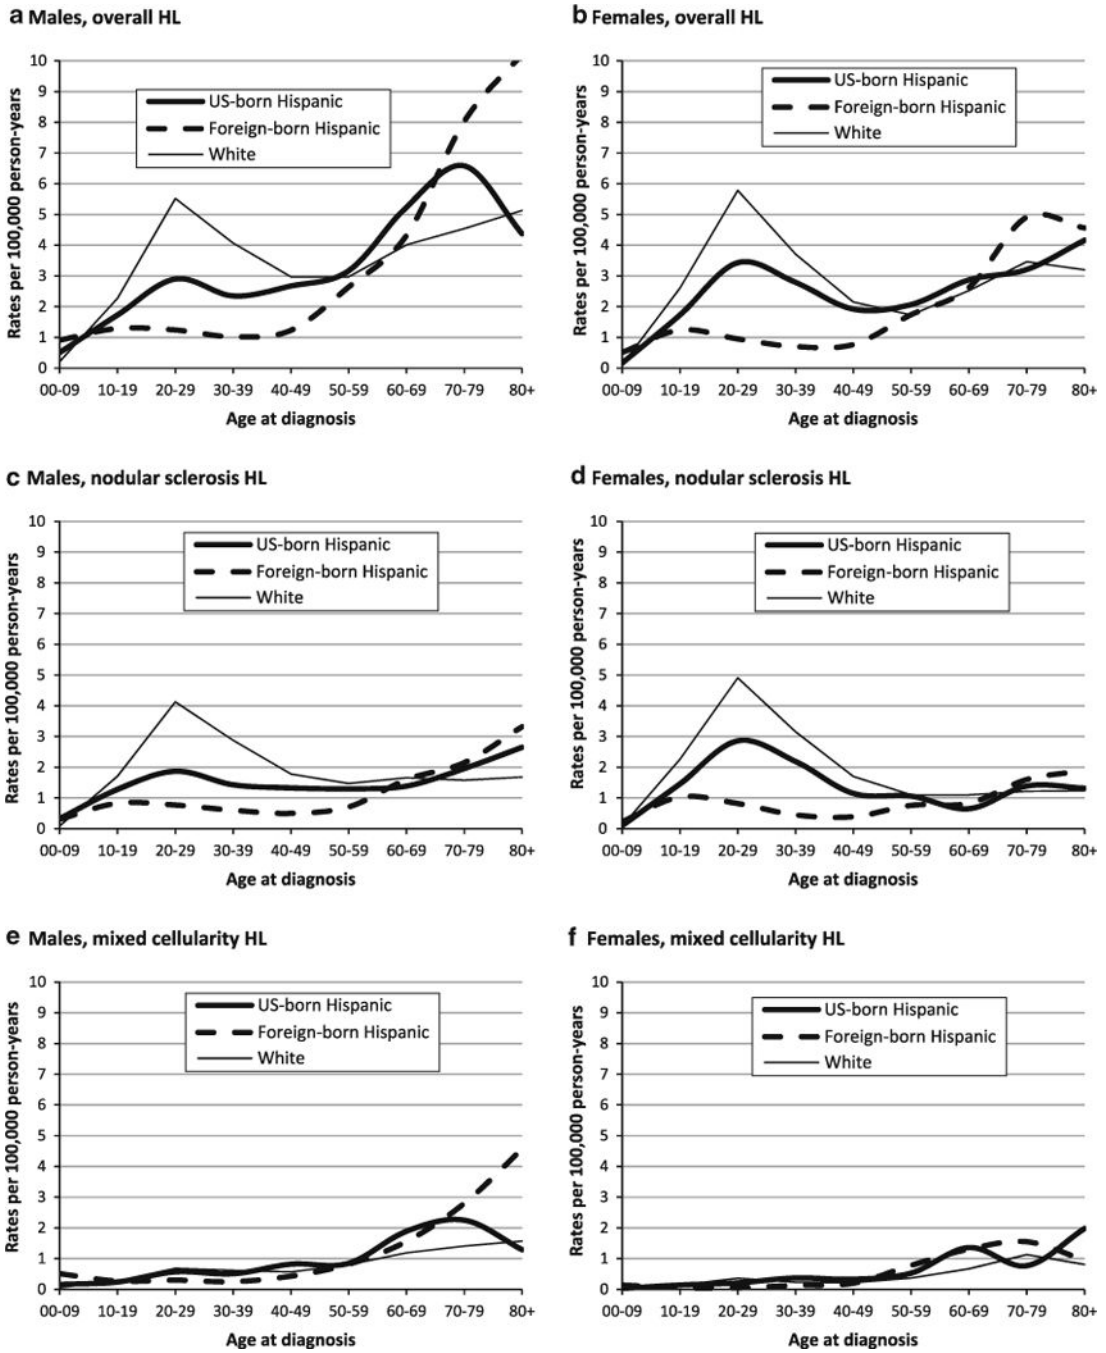 a Males, overall HL
Rates per 100,000 person-years
10
9
8
7
6
5
4
3
2
1
0
US-born Hispanic
Foreign-born Hispanic
White
00-09 10-19 20-29 30-39 40-49 50-59 60-69 70-79 80+
Age at diagnosis
b Females, overall HL
Rates per 100,000 person-years
10
9
8
7
6
5
4
3
2
1
0
US-born Hispanic
Foreign-born Hispanic
White
00-09 10-19 20-29 30-39 40-49 50-59 60-69 70-79 80+
Age at diagnosis
c Males, nodular sclerosis HL
Rates per 100,000 person-years
10
9
8
7
6
5
4
3
2
1
0
US-born Hispanic
Foreign-born Hispanic
White
00-09 10-19 20-29 30-39 40-49 50-59 60-69 70-79 80+
Age at diagnosis
d Females, nodular sclerosis HL
Rates per 100,000 person-years
10
9
8
7
6
5
4
3
2
1
0
US-born Hispanic
Foreign-born Hispanic
White
00-09 10-19 20-29 30-39 40-49 50-59 60-69 70-79 80+
Age at diagnosis
e Males, mixed cellularity HL
Rates per 100,000 person-years
10
9
8
7
6
5
4
3
2
1
0
US-born Hispanic
Foreign-born Hispanic
White
00-09 10-19 20-29 30-39 40-49 50-59 60-69 70-79 80+
Age at diagnosis
f Females, mixed cellularity HL
Rates per 100,000 person-years
10
9
8
7
6
5
4
3
2
1
0
US-born Hispanic
Foreign-born Hispanic
White
00-09 10-19 20-29 30-39 40-49 50-59 60-69 70-79 80+
Age at diagnosis